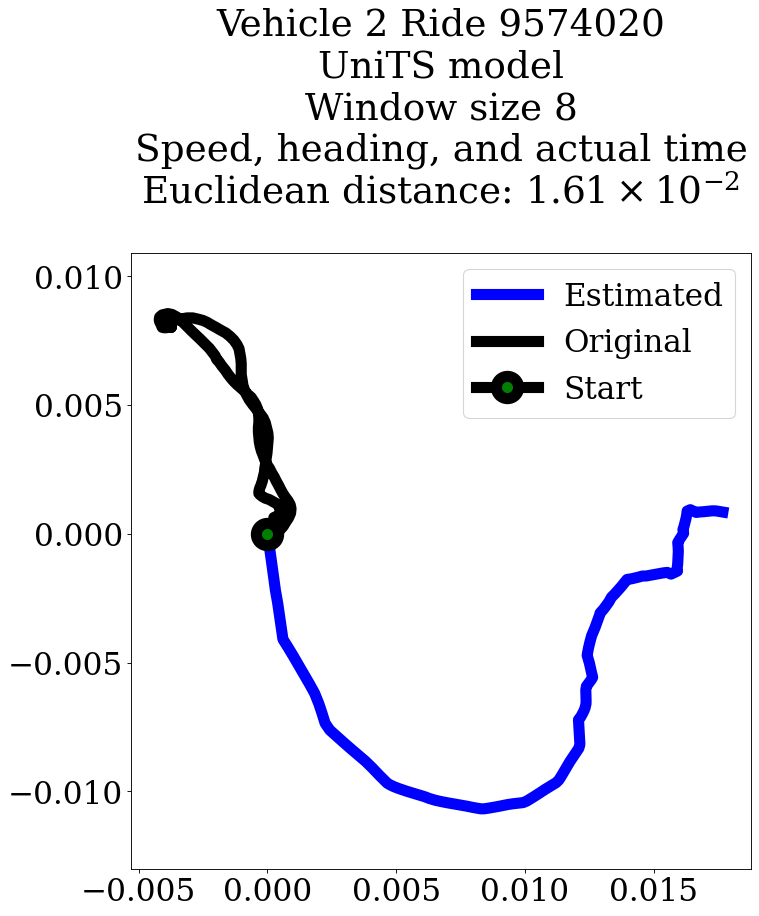 Vehicle 2 Ride 9574020
UniTS model
Window size 8
Speed, heading, and actual time
Euclidean distance: 1.61 × 10⁻²
0.010
0.005
0.000
−0.005
−0.010
Estimated
Original
Start
−0.005 0.000 0.005 0.010 0.015